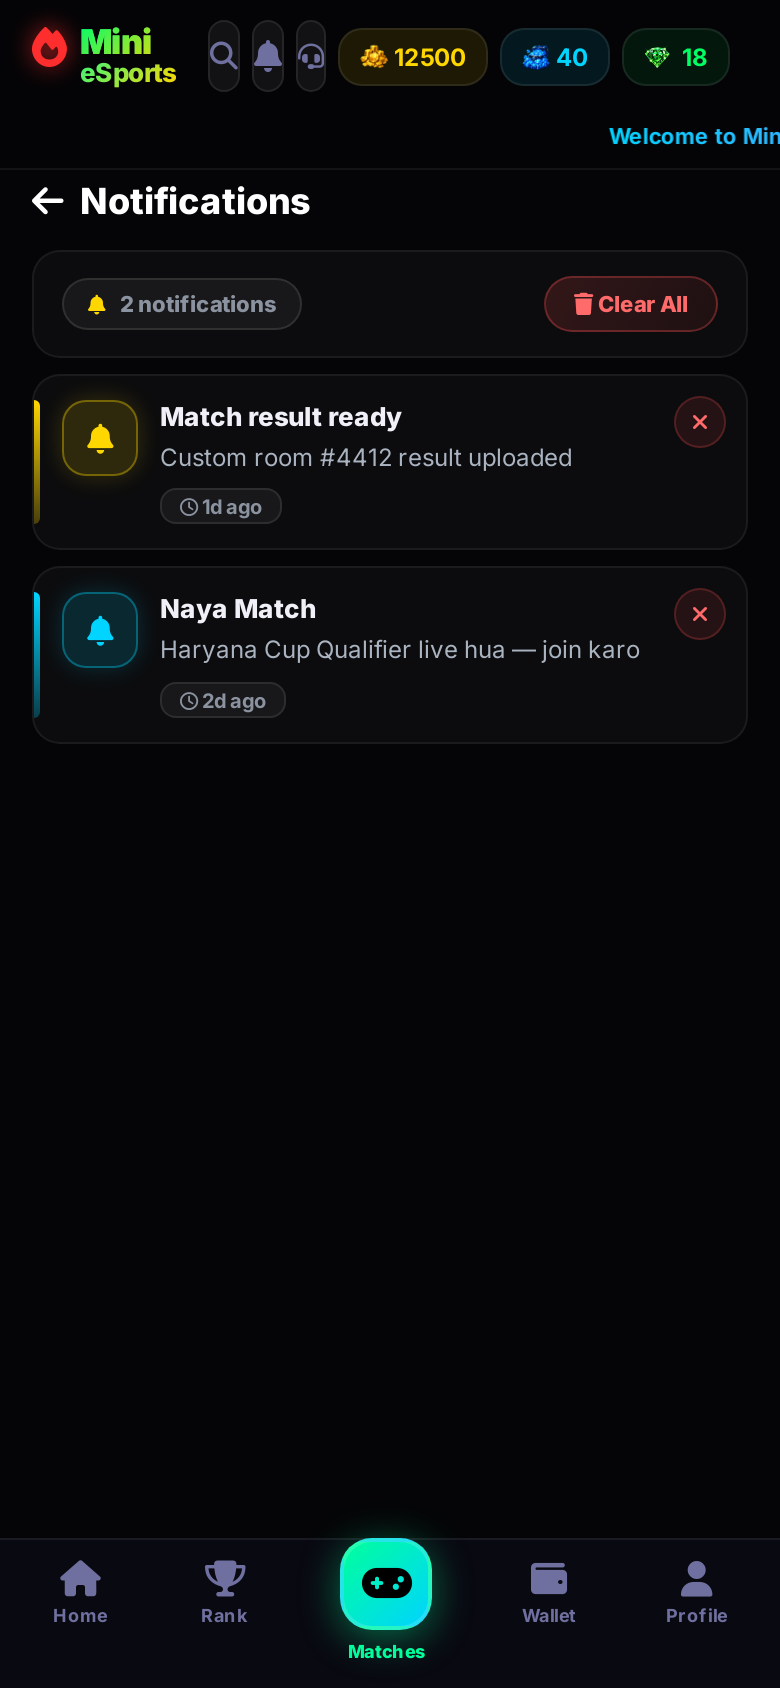 Mini
eSports
12500
40
18
Welcome to Min
Notifications
2 notifications
Clear All
Match result ready
Custom room #4412 result uploaded
1d ago
Naya Match
Haryana Cup Qualifier live hua — join karo
2d ago
Home
Rank
Matches
Wallet
Profile